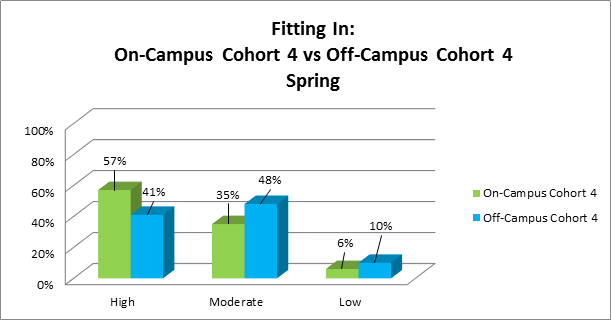 Fitting In:
On-Campus Cohort 4 vs Off-Campus Cohort 4
Spring
100%
80%
60%
40%
20%
0%
57%
41%
35%
48%
6%
10%
High
Moderate
Low
On-Campus Cohort 4
Off-Campus Cohort 4